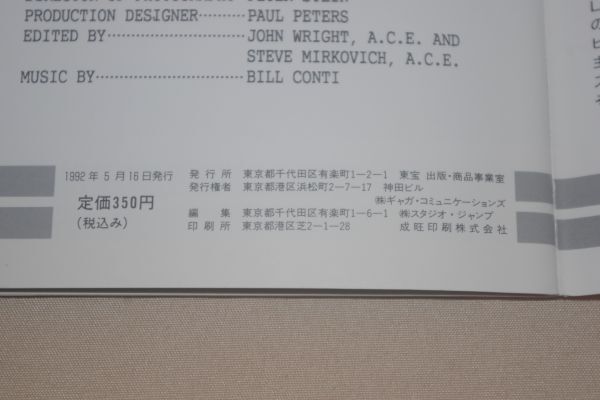 PRODUCTION DESIGNER………PAUL PETERS
EDITED BY………………………JOHN WRIGHT, A.C.E. AND
STEVE MIRKOVICH, A.C.E.
MUSIC BY…………………………BILL CONTI
1992年5月16日発行
定価350円
(税込み)
発行所 東京都千代田区有楽町1-2-1 東宝 出版・商品事業室
発行権者 東京都港区浜松町2-7-17 神田ビル
㈱ギャガ・コミュニケーションズ
編集 東京都千代田区有楽町1-6-1 ㈱スタジオ・ジャンプ
印刷所 東京都港区芝2-1-28 成旺印刷株式会社